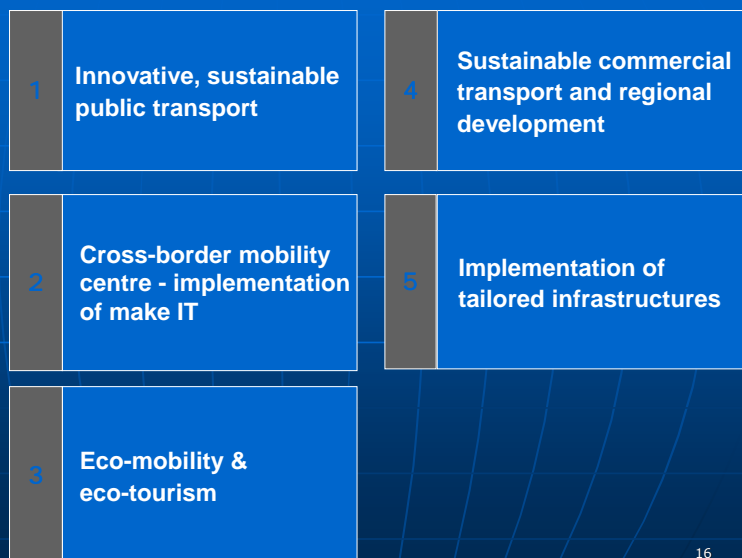 1
Innovative, sustainable
public transport
2
Cross-border mobility
centre - implementation
of make IT
3
Eco-mobility &
eco-tourism
4
Sustainable commercial
transport and regional
development
5
Implementation of
tailored infrastructures
16